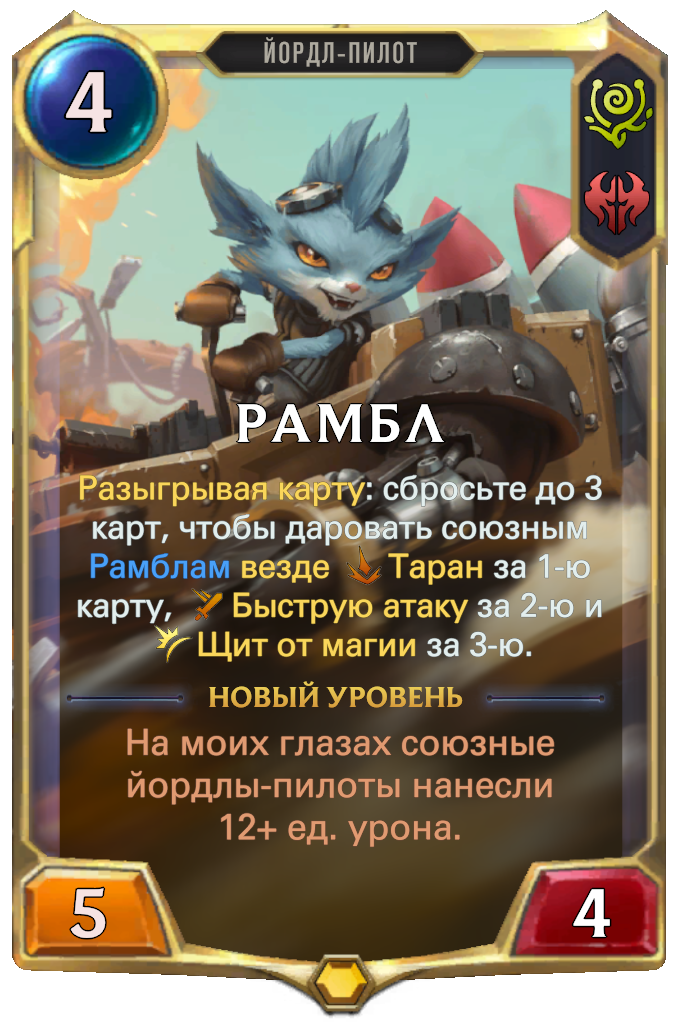 ЙОРДЛ-ПИЛОТ
4
РАМБЛ
Разыгрывая карту: сбросьте до 3
карт, чтобы даровать союзным
Рамблам везде Таран за 1-ю
карту, Быструю атаку за 2-ю и
Щит от магии за 3-ю.
НОВЫЙ УРОВЕНЬ
На моих глазах союзные
йордлы-пилоты нанесли
12+ ед. урона.
5
4